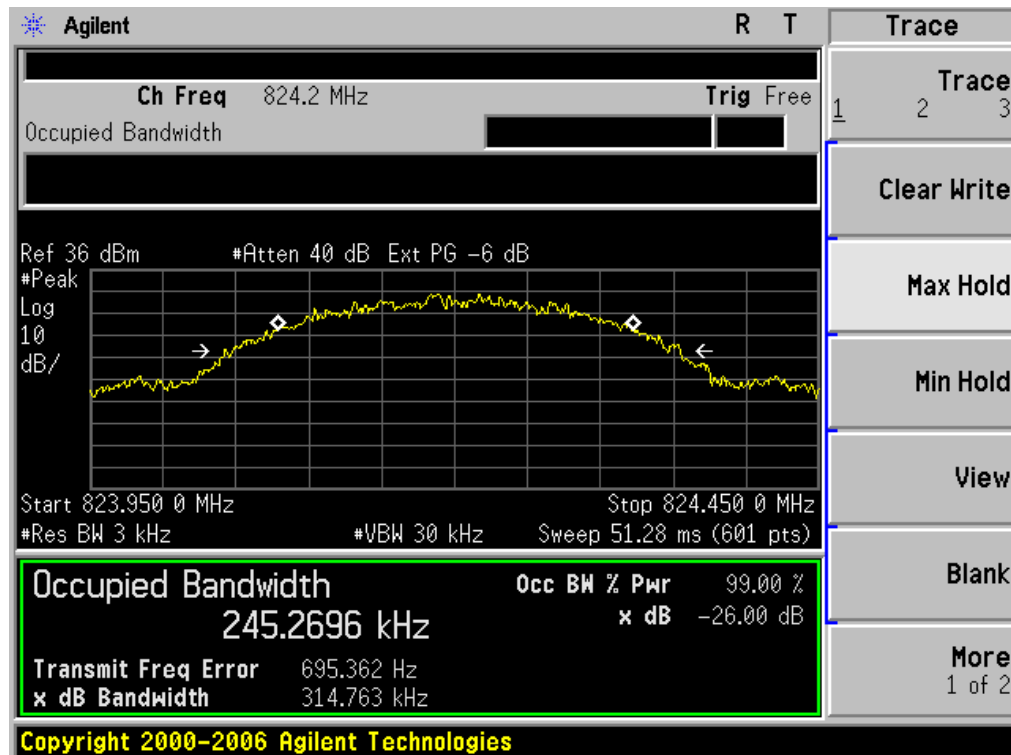 Agilent R T Trace
Ch Freq 824.2 MHz Trig Free
Occupied Bandwidth
Trace
1 2 3
Clear Write
Max Hold
Min Hold
View
Blank
More
1 of 2
Ref 36 dBm #Atten 40 dB Ext PG -6 dB
#Peak
Log
10
dB/
Start 823.950 0 MHz Stop 824.450 0 MHz
#Res BW 3 kHz #VBW 30 kHz Sweep 51.28 ms (601 pts)
Occupied Bandwidth Occ BW % Pwr 99.00 %
245.2696 kHz x dB -26.00 dB
Transmit Freq Error 695.362 Hz
x dB Bandwidth 314.763 kHz
Copyright 2000-2006 Agilent Technologies